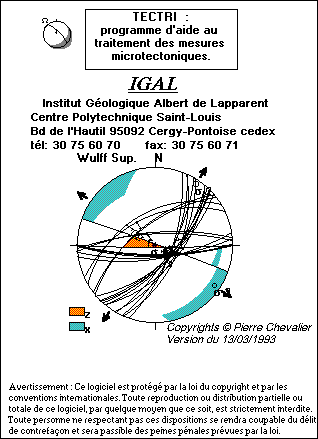 TECTRI :
programme d'aide au
traitement des mesures
microtectoniques.
IGAL
Institut Géologique Albert de Lapparent
Centre Polytechnique Saint-Louis
Bd de l'Hautil 95092 Cergy-Pontoise cedex
tél: 30 75 60 70 fax: 30 75 60 71
Wulff Sup. N
Z
X
Copyrights © Pierre Chevalier
Version du 13/03/1993
Avertissement : Ce logiciel est protégé par la loi du copyright et par les
conventions internationales. Toute reproduction ou distribution partielle ou
totale de ce logiciel, par quelque moyen que ce soit, est strictement interdite.
Toute personne ne respectant pas ces dispositions se rendra coupable du délit
de contrefaçon et sera passible des peines pénales prévues par la loi.